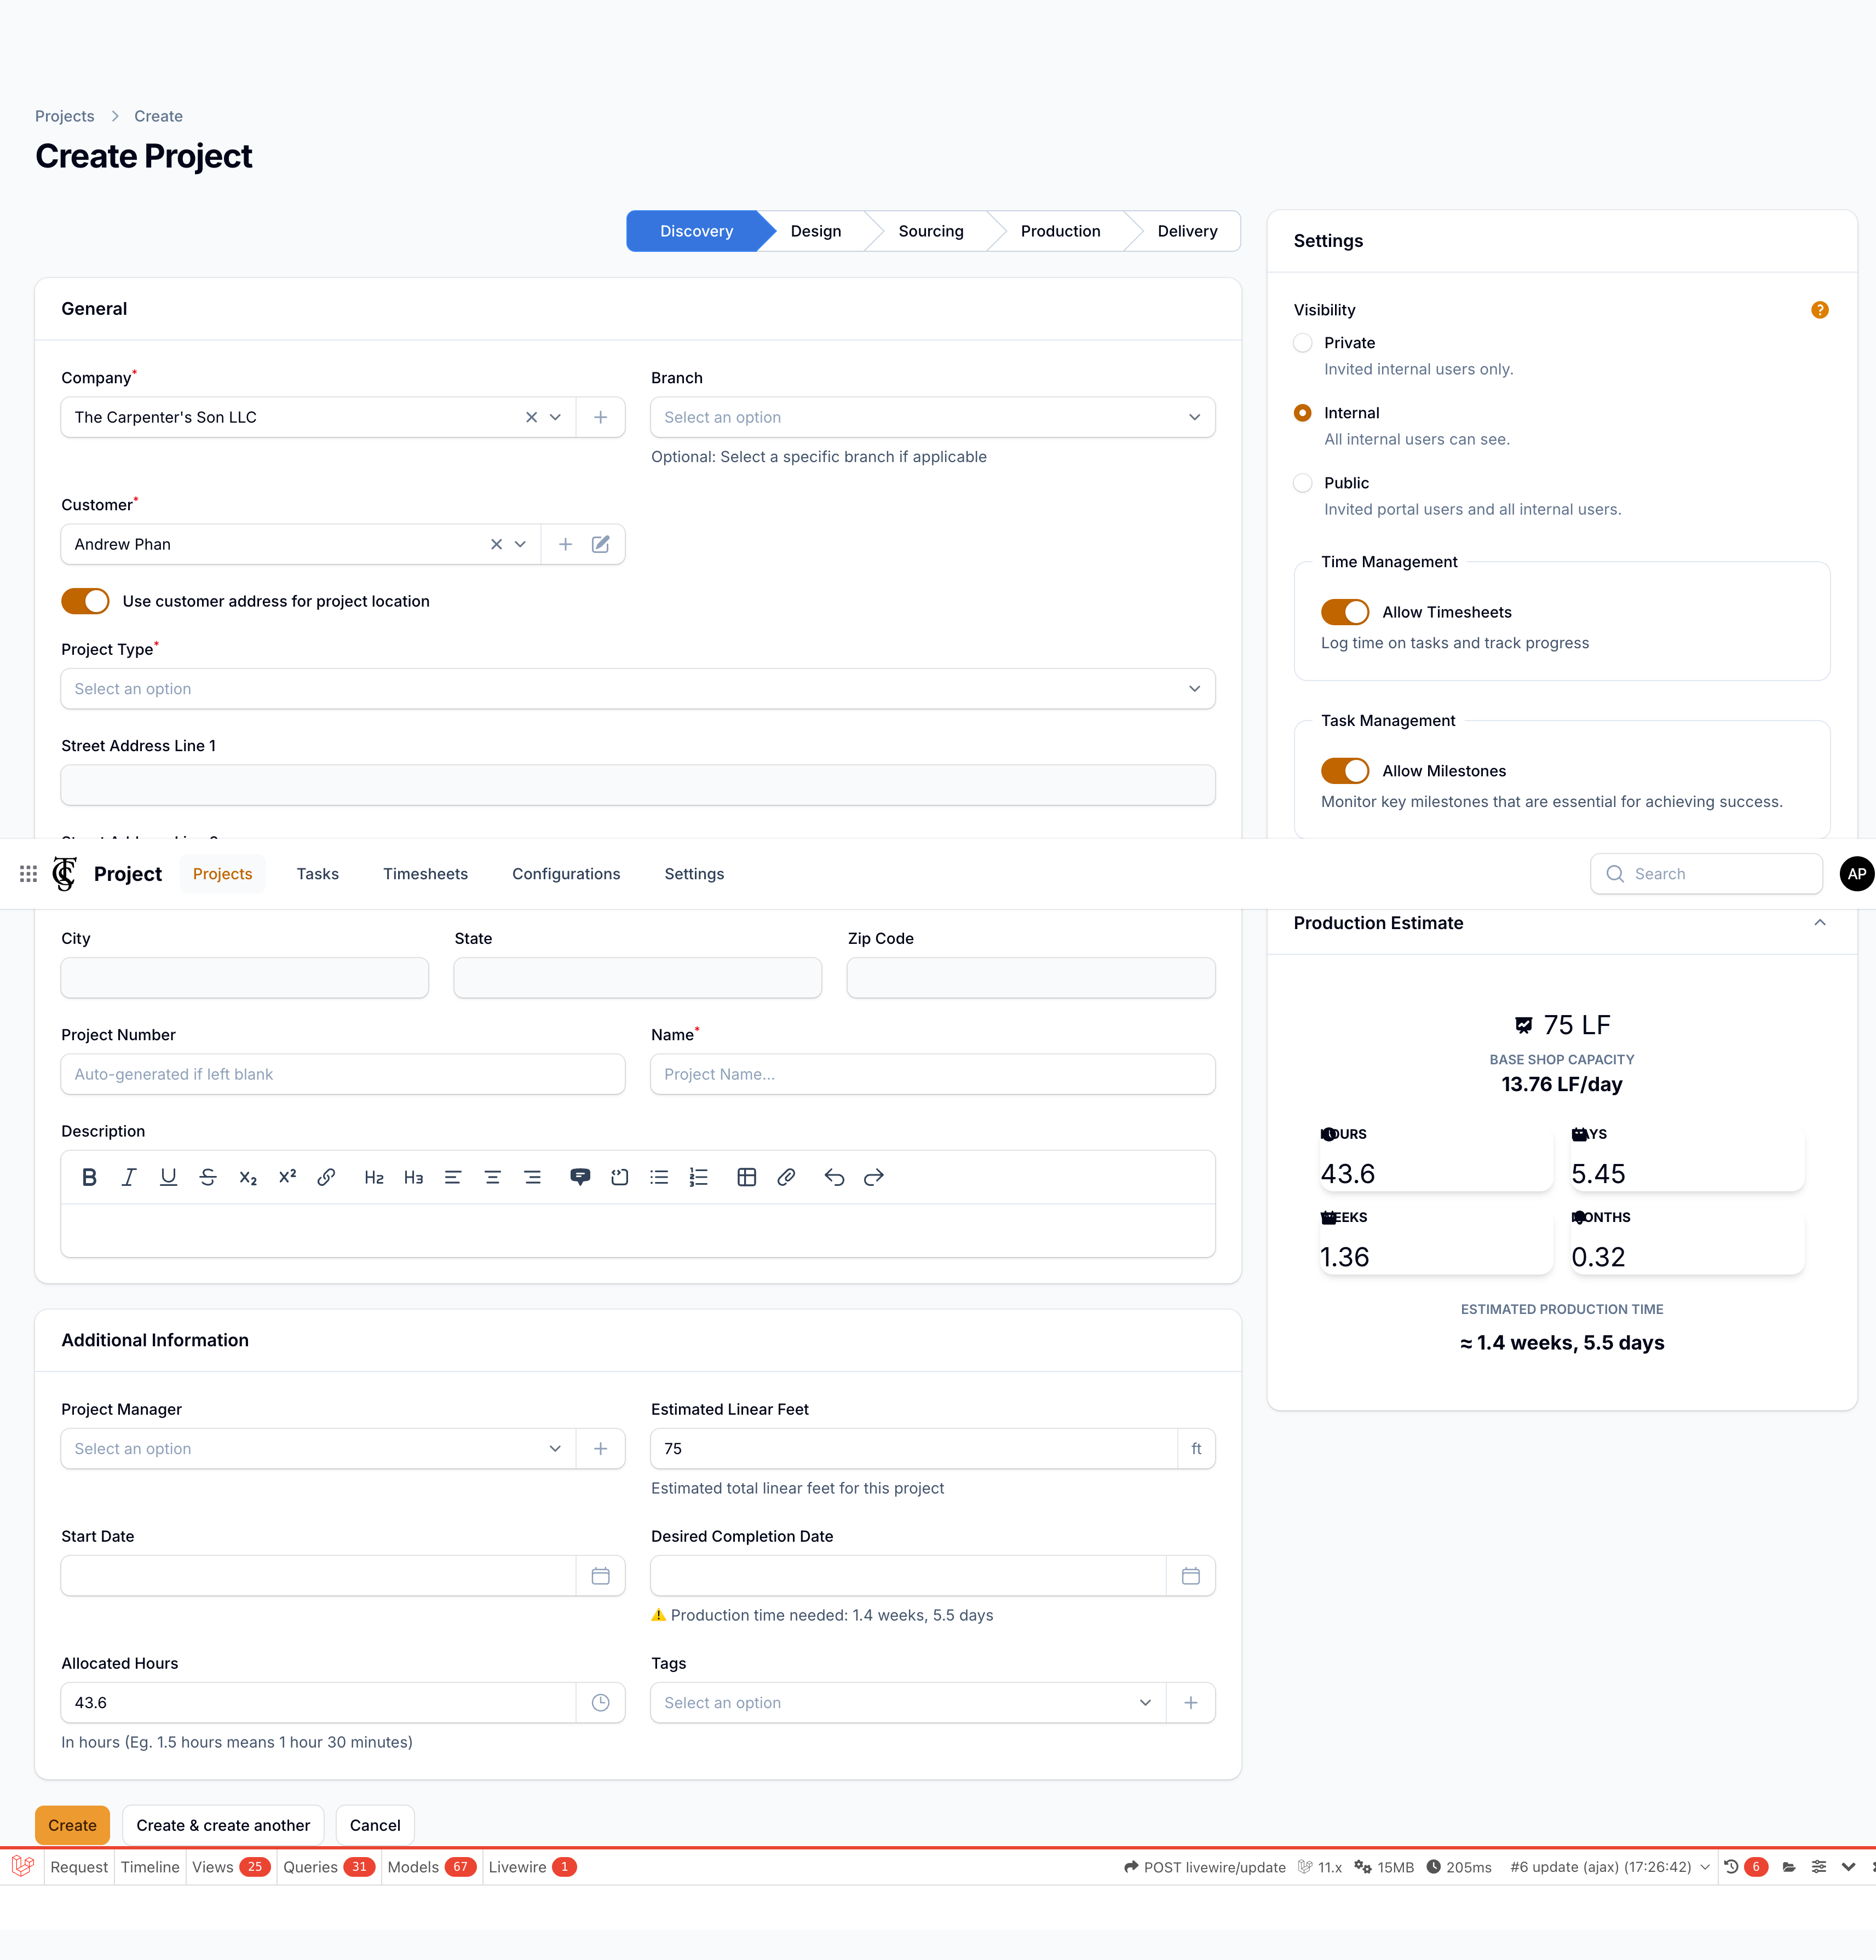 Projects > Create
Create Project
Discovery Design Sourcing Production Delivery
General
Company*
The Carpenter's Son LLC
Branch
Select an option
Optional: Select a specific branch if applicable
Customer*
Andrew Phan
Use customer address for project location
Project Type*
Select an option
Street Address Line 1
Settings
Visibility
?
Private
Invited internal users only.
Internal
All internal users can see.
Public
Invited portal users and all internal users.
Time Management
Allow Timesheets
Log time on tasks and track progress
Task Management
Allow Milestones
Monitor key milestones that are essential for achieving success.
Project Projects Tasks Timesheets Configurations Settings
Search
AP
City State Zip Code
Project Number
Auto-generated if left blank
Name*
Project Name...
Description
B I U S x₂ x² H2 H3
Additional Information
Project Manager
Select an option
Estimated Linear Feet
75 ft
Estimated total linear feet for this project
Start Date
Desired Completion Date
⚠️ Production time needed: 1.4 weeks, 5.5 days
Allocated Hours
43.6
In hours (Eg. 1.5 hours means 1 hour 30 minutes)
Tags
Select an option
Production Estimate
75 LF
BASE SHOP CAPACITY
13.76 LF/day
43.6
5.45
1.36
0.32
ESTIMATED PRODUCTION TIME
≈ 1.4 weeks, 5.5 days
Create Create & create another Cancel
Request Timeline Views 25 Queries 31 Models 67 Livewire 1
POST livewire/update 11.x 15MB 205ms #6 update (ajax) (17:26:42) 6